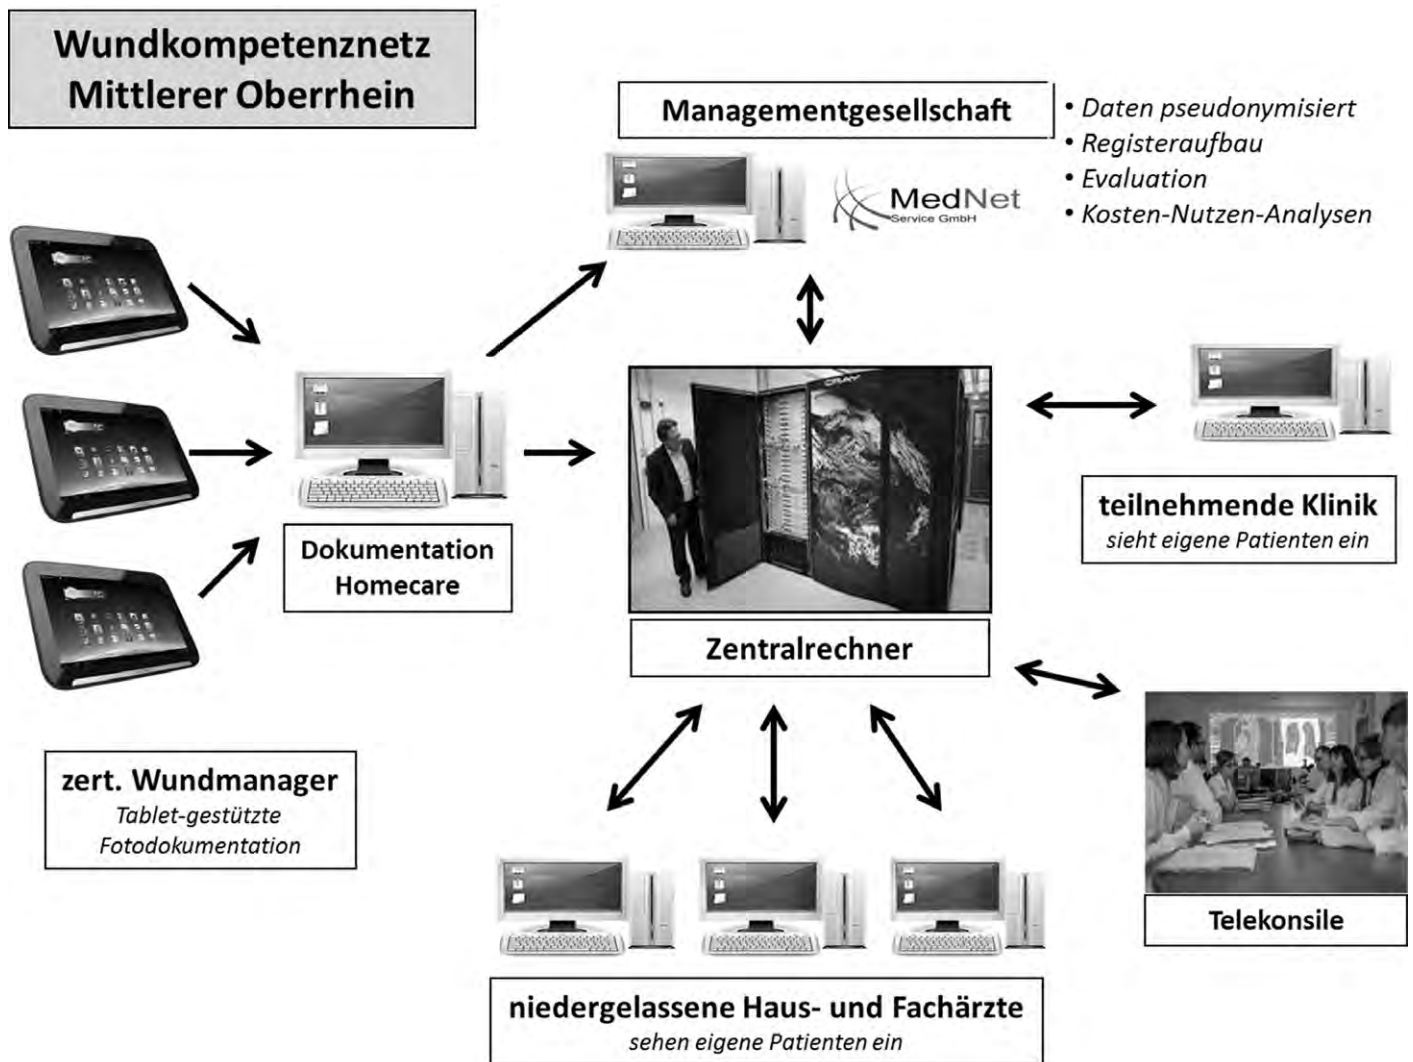 Wundkompetenznetz
Mittlerer Oberrhein
Managementgesellschaft
• Daten pseudonymisiert
• Registeraufbau
• Evaluation
• Kosten-Nutzen-Analysen
MedNet
Service GmbH
CRAY
Dokumentation
Homecare
Zentralrechner
teilnehmende Klinik
sieht eigene Patienten ein
zert. Wundmanager
Tablet-gestützte
Fotodokumentation
Telekonsile
niedergelassene Haus- und Fachärzte
sehen eigene Patienten ein